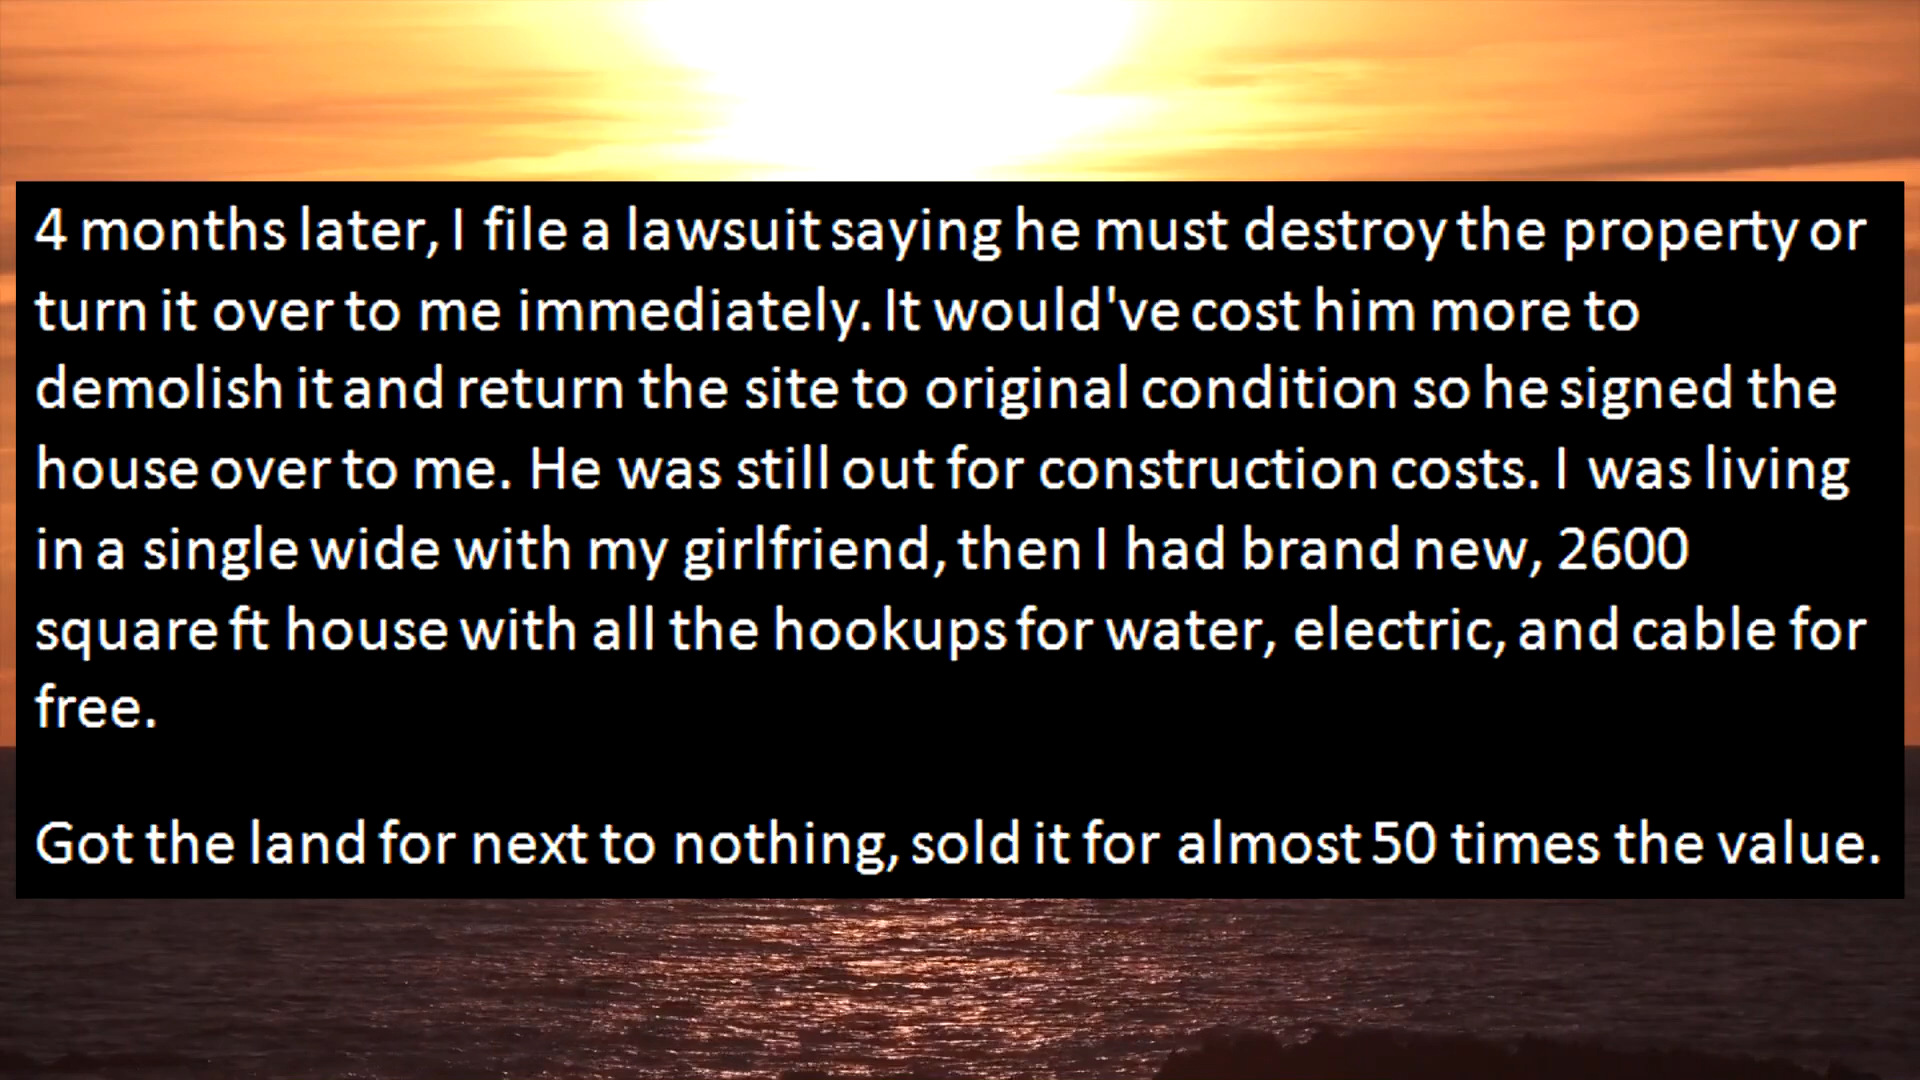 4 months later, I file a lawsuit saying he must destroy the property or
turn it over to me immediately. It would've cost him more to
demolish it and return the site to original condition so he signed the
house over to me. He was still out for construction costs. I was living
in a single wide with my girlfriend, then I had brand new, 2600
square ft house with all the hookups for water, electric, and cable for
free.
Got the land for next to nothing, sold it for almost 50 times the value.